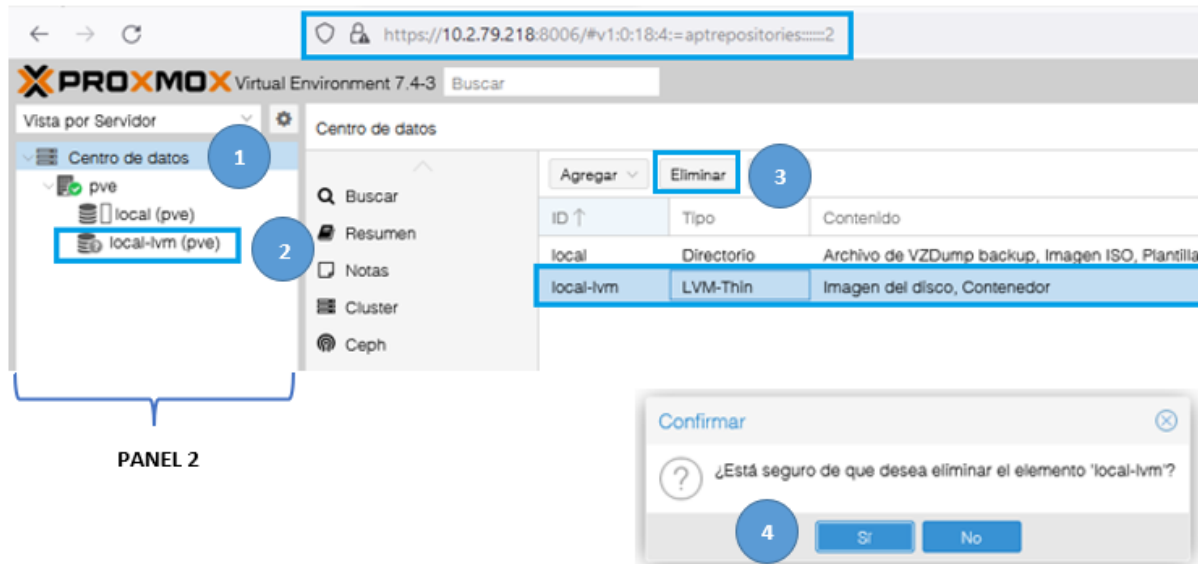 https://10.2.79.218:8006/#v1:0:18:4:=aptrepositories::::::2
PROXMOX Virtual Environment 7.4-3 Buscar
Vista por Servidor
Centro de datos
Centro de datos
1
pve
local (pve)
local-lvm (pve)
2
Buscar
Resumen
Notas
Cluster
Ceph
Agregar Eliminar
3
ID ↑ Tipo Contenido
local Directorio Archivo de VZDump backup, Imagen ISO, Plantilla
local-lvm LVM-Thin Imagen del disco, Contenedor
PANEL 2
Confirmar
?
¿Está seguro de que desea eliminar el elemento 'local-lvm'?
4
Sí No